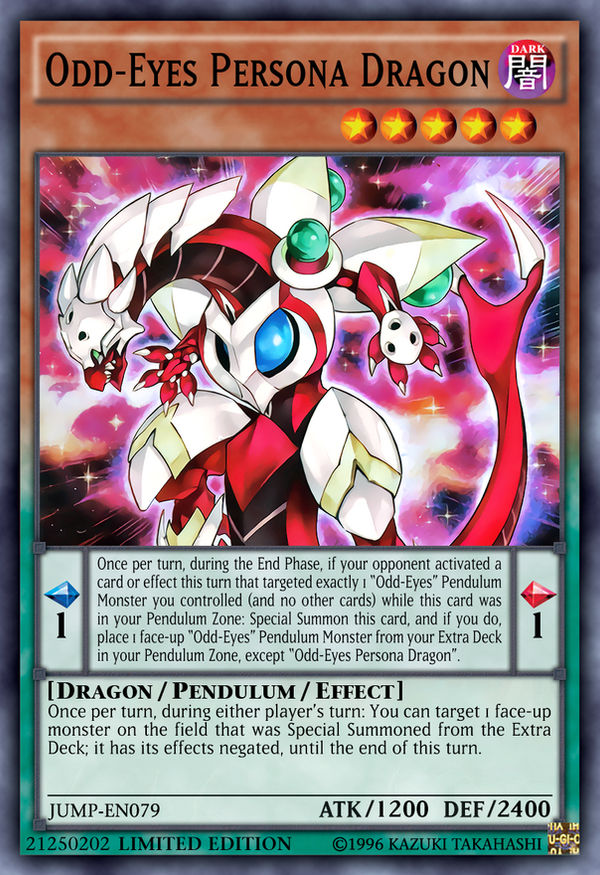 ODD-EYES PERSONA DRAGON
DARK
闇
Once per turn, during the End Phase, if your opponent activated a
card or effect this turn that targeted exactly 1 “Odd-Eyes” Pendulum
Monster you controlled (and no other cards) while this card was
in your Pendulum Zone: Special Summon this card, and if you do,
place 1 face-up “Odd-Eyes” Pendulum Monster from your Extra Deck
in your Pendulum Zone, except “Odd-Eyes Persona Dragon”.
1
1
[DRAGON / PENDULUM / EFFECT]
Once per turn, during either player’s turn: You can target 1 face-up
monster on the field that was Special Summoned from the Extra
Deck; it has its effects negated, until the end of this turn.
JUMP-EN079
ATK/1200 DEF/2400
21250202 LIMITED EDITION
©1996 KAZUKI TAKAHASHI